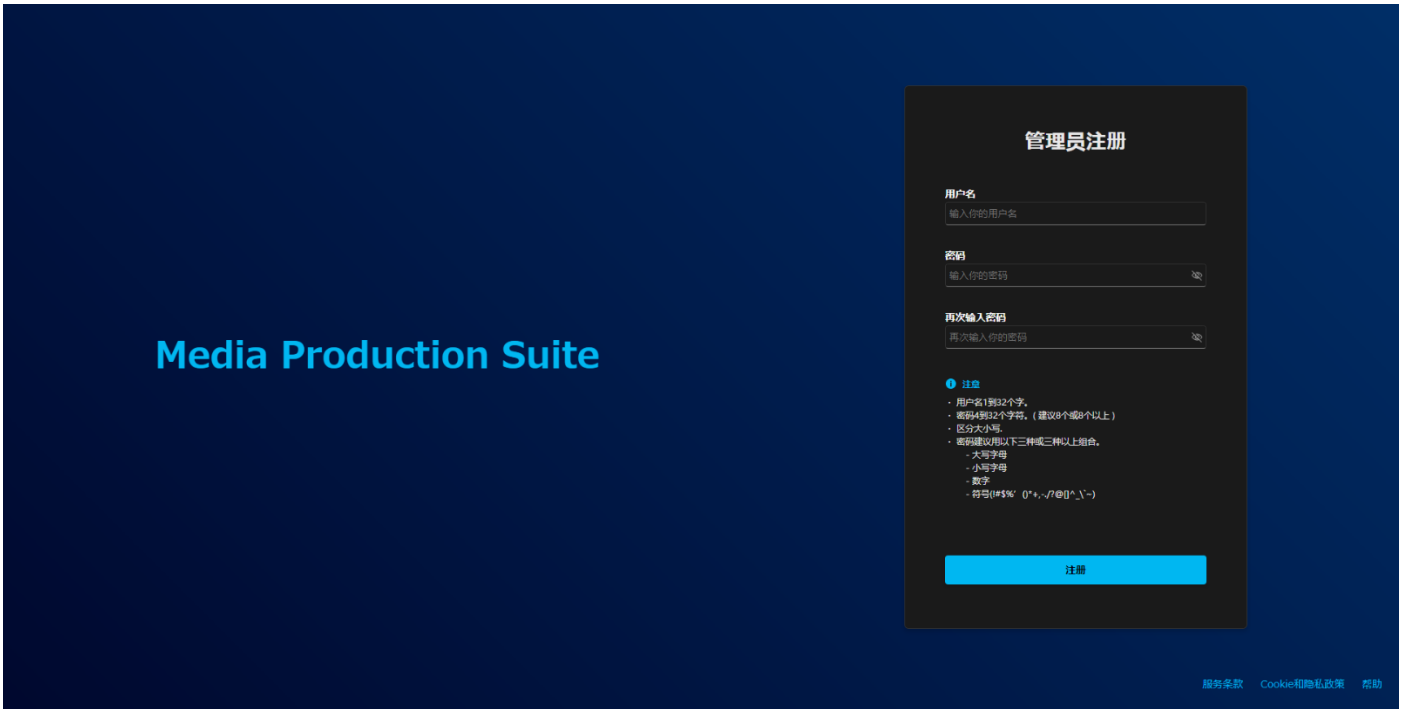 Media Production Suite
管理员注册
用户名
输入你的用户名
密码
输入你的密码
再次输入密码
再次输入你的密码
注意
・ 用户名1到32个字。
・ 密码4到32个字符。( 建议8个或8个以上 )
・ 区分大小写.
・ 密码建议用以下三种或三种以上组合。
- 大写字母
- 小写字母
- 数字
- 符号(!#$%'()*+,-./?@[]^_\`~)
注册
服务条款 Cookie和隐私政策 帮助